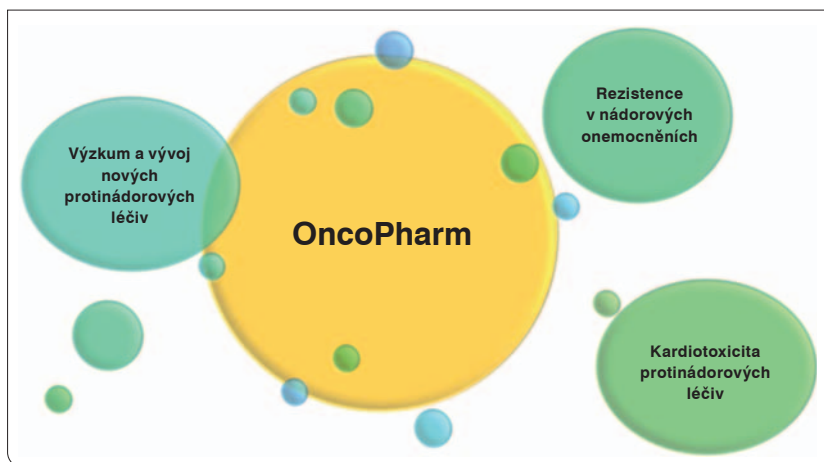 Výzkum a vývoj
nových
protinádorových
léčiv
OncoPharm
Rezistence
v nádorových
onemocněních
Kardiotoxicita
protinádorových
léčiv